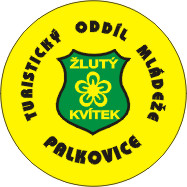 TURISTICKÝ ODDÍL MLÁDEŽE
ŽLUTÝ
KVÍTEK
PALKOVICE